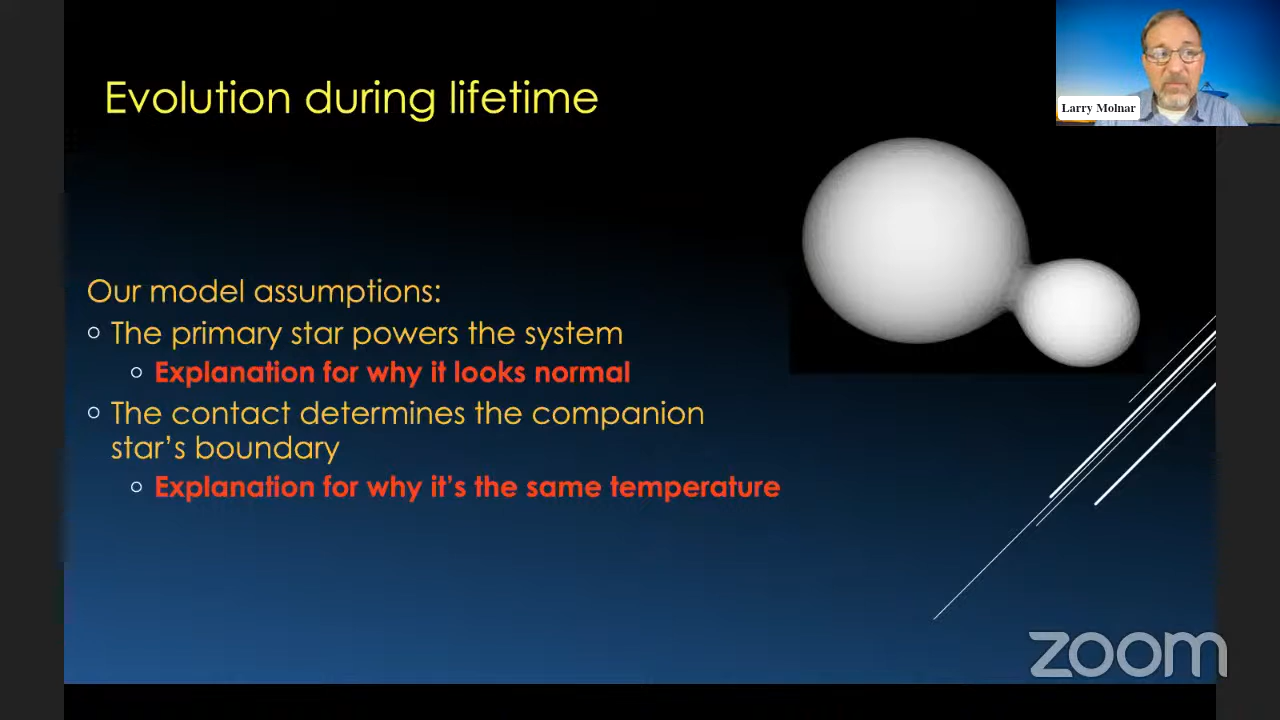 Evolution during lifetime
Larry Molnar
Our model assumptions:
The primary star powers the system
Explanation for why it looks normal
The contact determines the companion
star's boundary
Explanation for why it's the same temperature
zoom